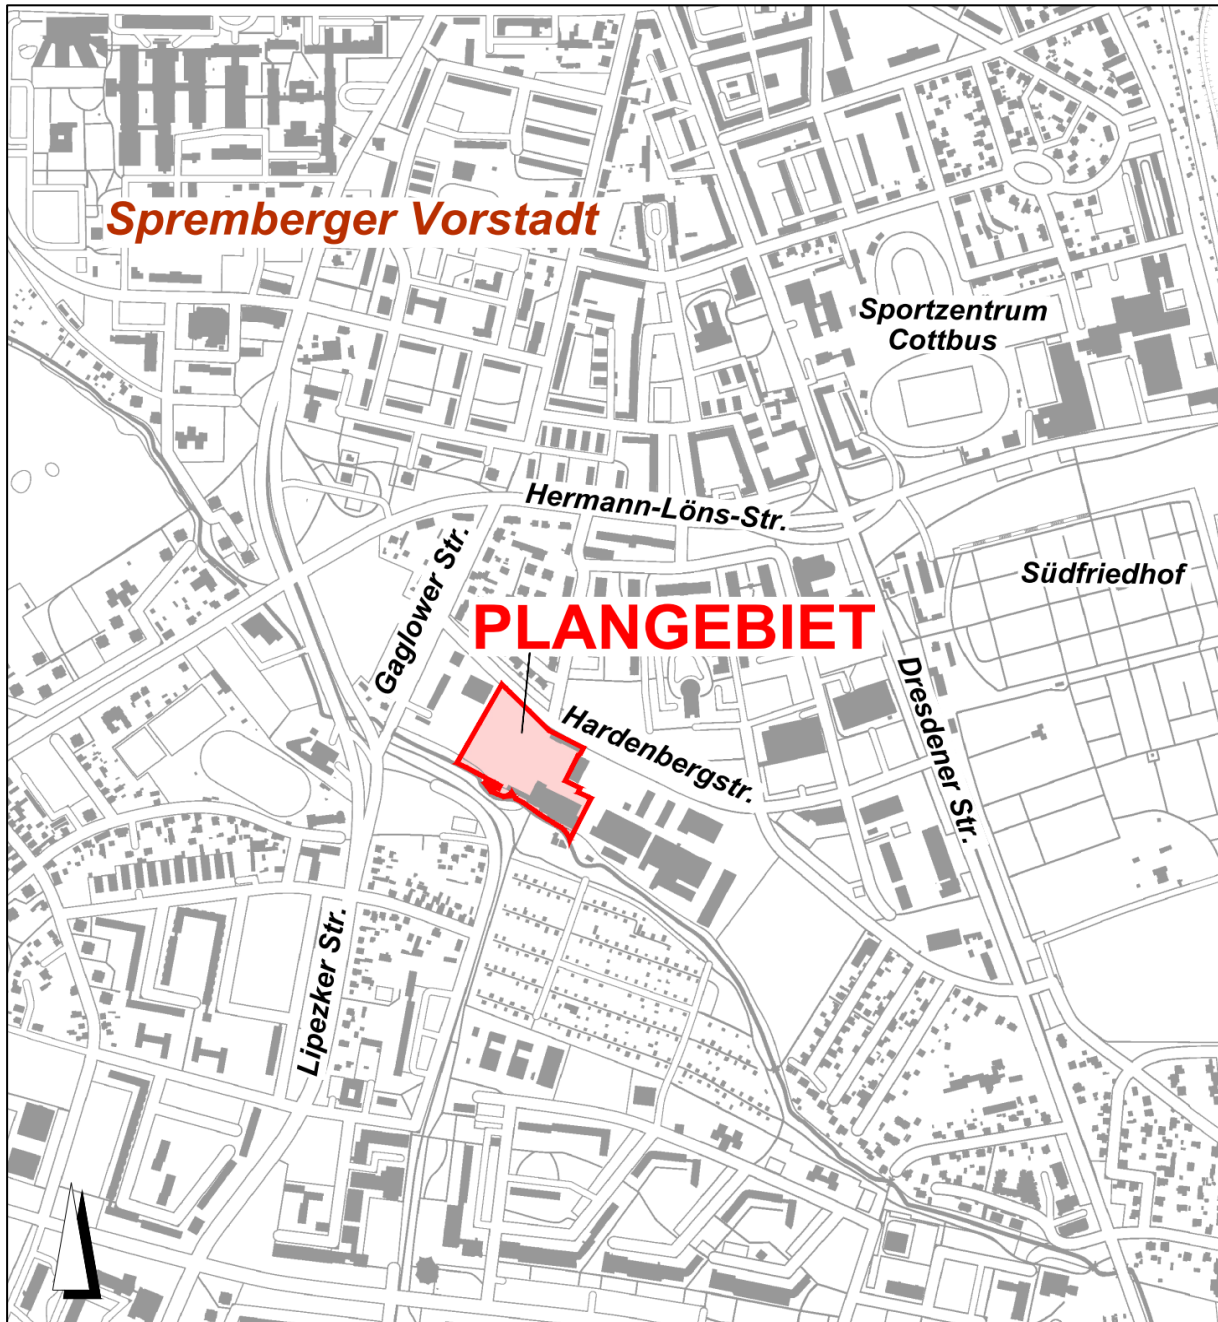 Spremberger Vorstadt
Sportzentrum
Cottbus
Hermann-Löns-Str.
Gaglower Str.
Südfriedhof
PLANGEBIET
Hardenbergstr.
Dresdener Str.
Lipezker Str.